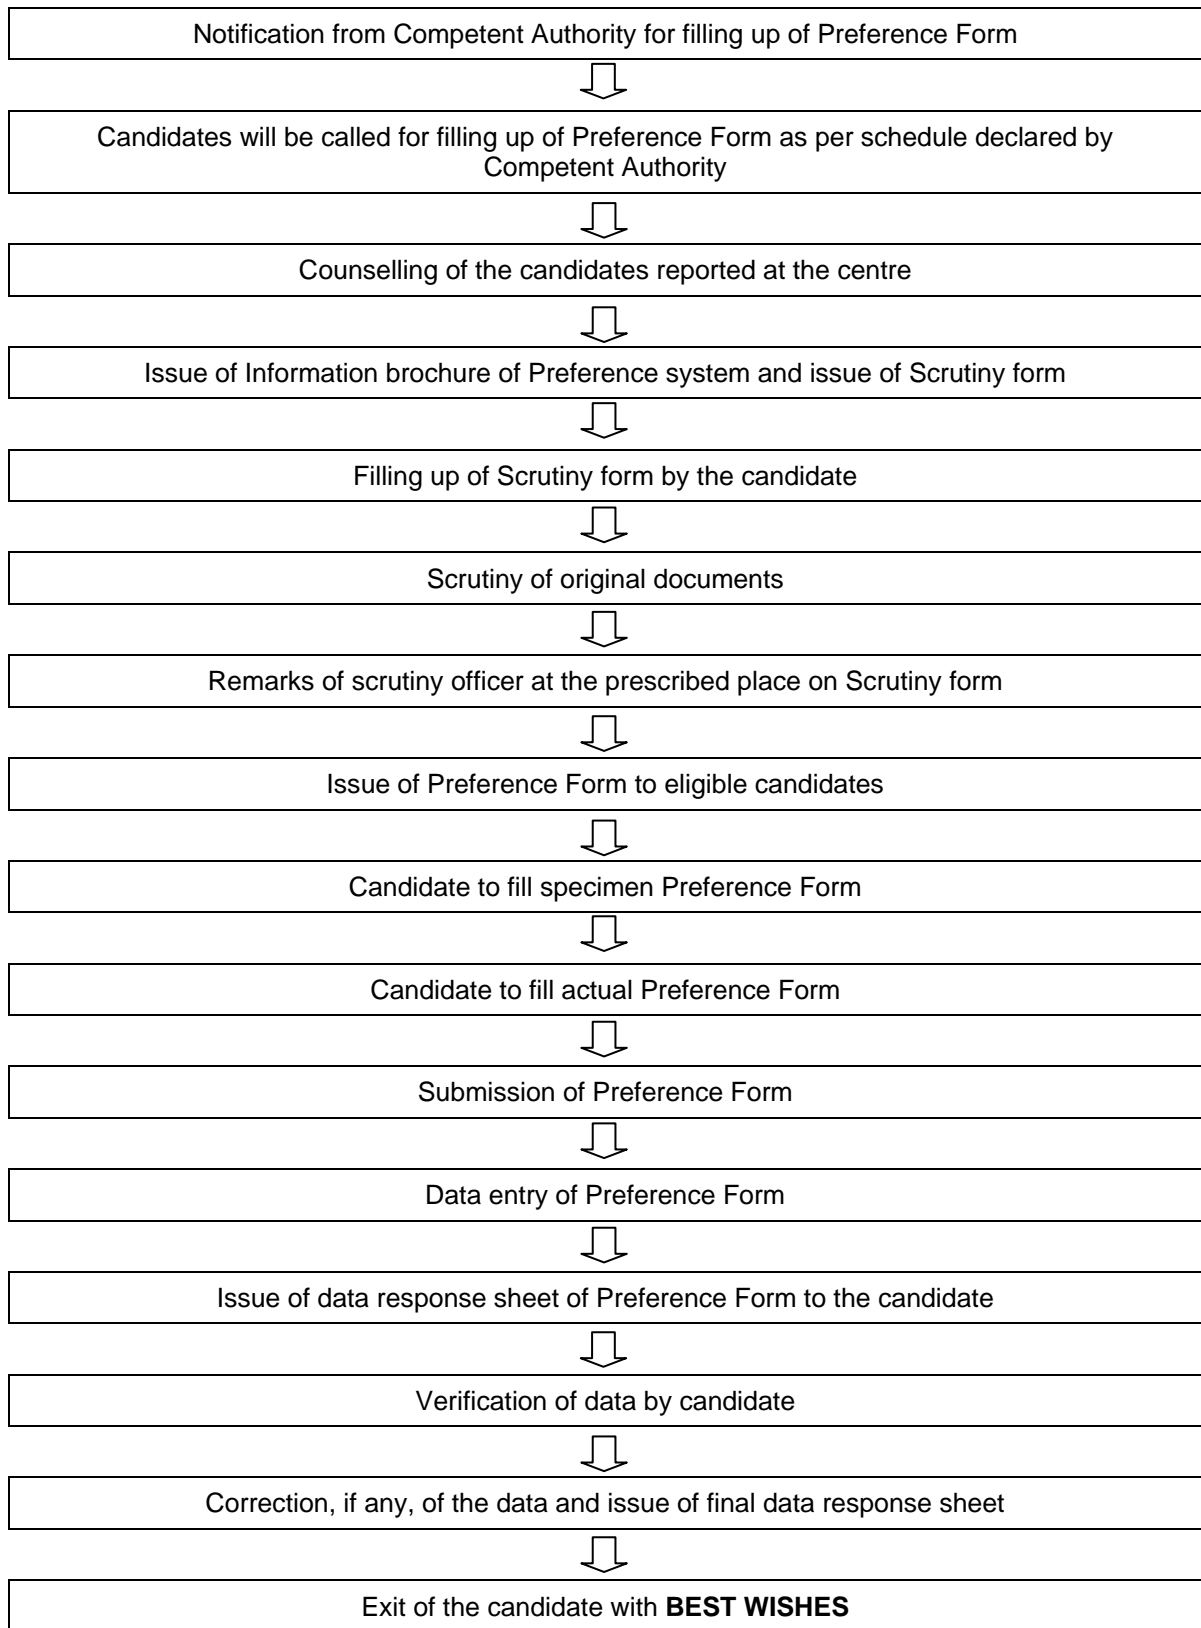 Notification from Competent Authority for filling up of Preference Form
Candidates will be called for filling up of Preference Form as per schedule declared by
Competent Authority
Counselling of the candidates reported at the centre
Issue of Information brochure of Preference system and issue of Scrutiny form
Filling up of Scrutiny form by the candidate
Scrutiny of original documents
Remarks of scrutiny officer at the prescribed place on Scrutiny form
Issue of Preference Form to eligible candidates
Candidate to fill specimen Preference Form
Candidate to fill actual Preference Form
Submission of Preference Form
Data entry of Preference Form
Issue of data response sheet of Preference Form to the candidate
Verification of data by candidate
Correction, if any, of the data and issue of final data response sheet
Exit of the candidate with BEST WISHES